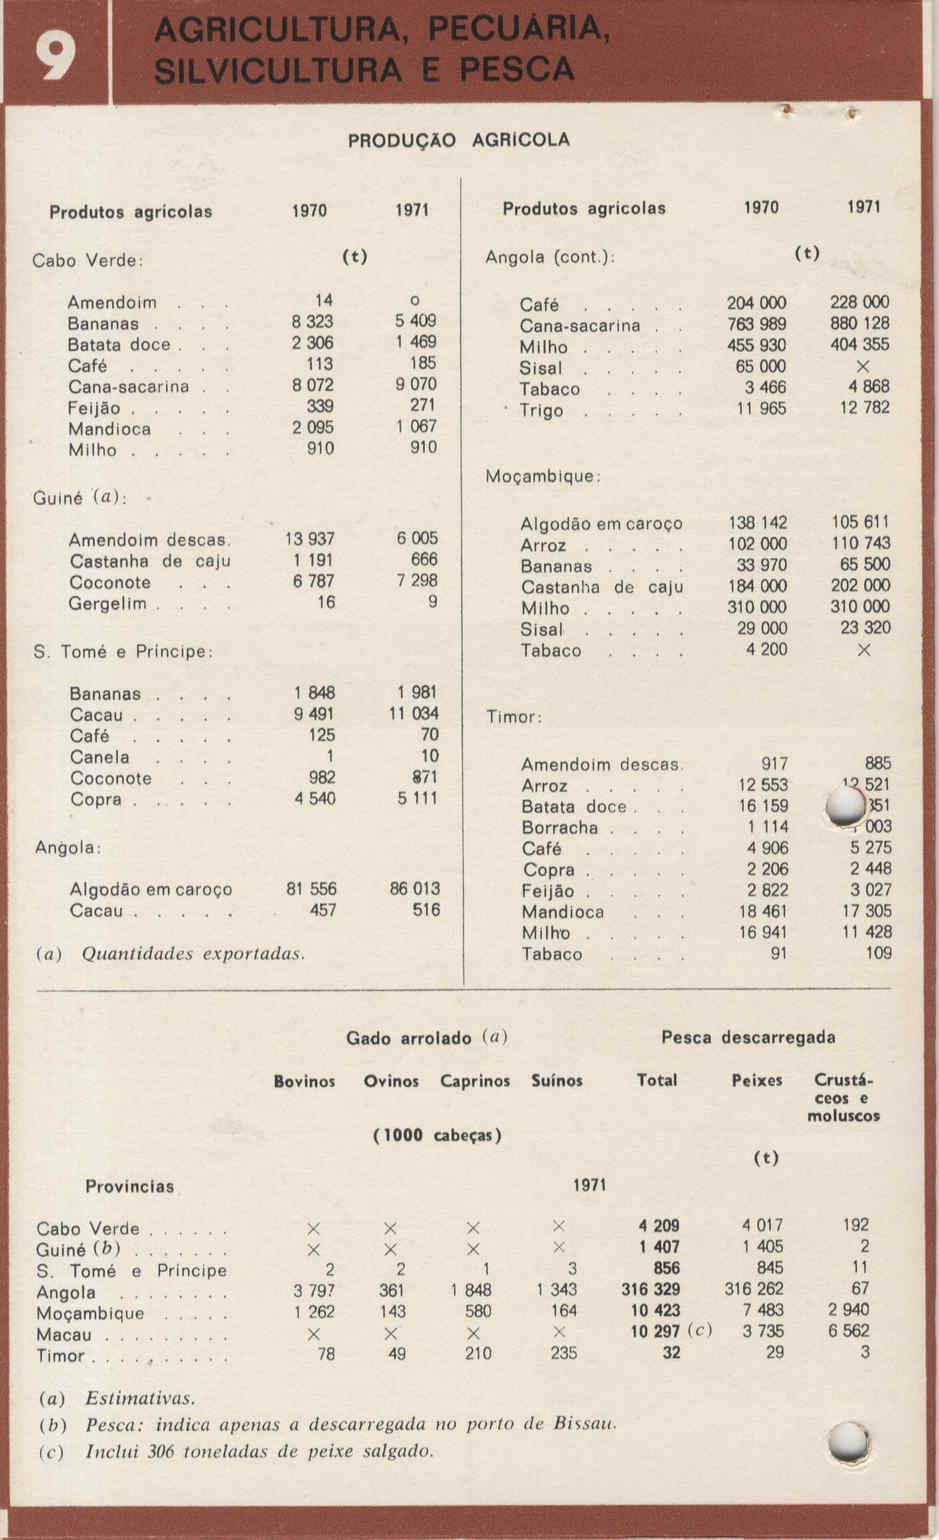 9
AGRICULTURA, PECUÁRIA,
SILVICULTURA E PESCA
PRODUÇÃO AGRÍCOLA
Produtos agrícolas 1970 1971
Cabo Verde: (t)
Amendoim . . . 14 o
Bananas . . . . 8 323 5 409
Batata doce . . . 2 306 1 469
Café . . . . . 113 185
Cana-sacarina . . 8 072 9 070
Feijão . . . . . 339 271
Mandioca . . . 2 095 1 067
Milho . . . . . 910 910
Guiné (a):
Amendoim descas. 13 937 6 005
Castanha de caju 1 191 666
Coconote . . . 6 787 7 298
Gergelim . . . . 16 9
S. Tomé e Príncipe:
Bananas . . . . 1 848 1 981
Cacau . . . . . 9 491 11 034
Café . . . . . 125 70
Canela . . . . 1 10
Coconote . . . 982 871
Copra . . . . . 4 540 5 111
Angola:
Algodão em caroço 81 556 86 013
Cacau . . . . . 457 516
(a) Quantidades exportadas.
Produtos agrícolas 1970 1971
Angola (cont.): (t)
Café . . . . . 204 000 228 000
Cana-sacarina . . 763 989 880 128
Milho . . . . . 455 930 404 355
Sisal . . . . . 65 000 X
Tabaco . . . . 3 466 4 868
Trigo . . . . . 11 965 12 782
Moçambique:
Algodão em caroço 138 142 105 611
Arroz . . . . . 102 000 110 743
Bananas . . . . 33 970 65 500
Castanha de caju 184 000 202 000
Milho . . . . . 310 000 310 000
Sisal . . . . . 29 000 23 320
Tabaco . . . . 4 200 X
Timor:
Amendoim descas. 917 885
Arroz . . . . . 12 553 12 521
Batata doce . . . 16 159
Borracha . . . . 1 114 003
Café . . . . . 4 906 5 275
Copra . . . . . 2 206 2 448
Feijão . . . . . 2 822 3 027
Mandioca . . . 18 461 17 305
Milho . . . . . 16 941 11 428
Tabaco . . . . 91 109
Gado arrolado (a) Pesca descarregada
Bovinos Ovinos Caprinos Suínos Total Peixes Crustá-
ceos e
moluscos
(1000 cabeças)
(t)
Províncias 1971
Cabo Verde . . . . . . X X X X 4 209 4 017 192
Guiné (b) . . . . . . . X X X X 1 407 1 405 2
S. Tomé e Príncipe 2 2 1 3 856 845 11
Angola . . . . . . . . 3 797 361 1 848 1 343 316 329 316 262 67
Moçambique . . . . . 1 262 143 580 164 10 423 7 483 2 940
Macau . . . . . . . . . X X X X 10 297 (c) 3 735 6 562
Timor . . . . . . . . . . 78 49 210 235 32 29 3
(a) Estimativas.
(b) Pesca: indica apenas a descarregada no porto de Bissau.
(c) Inclui 306 toneladas de peixe salgado.